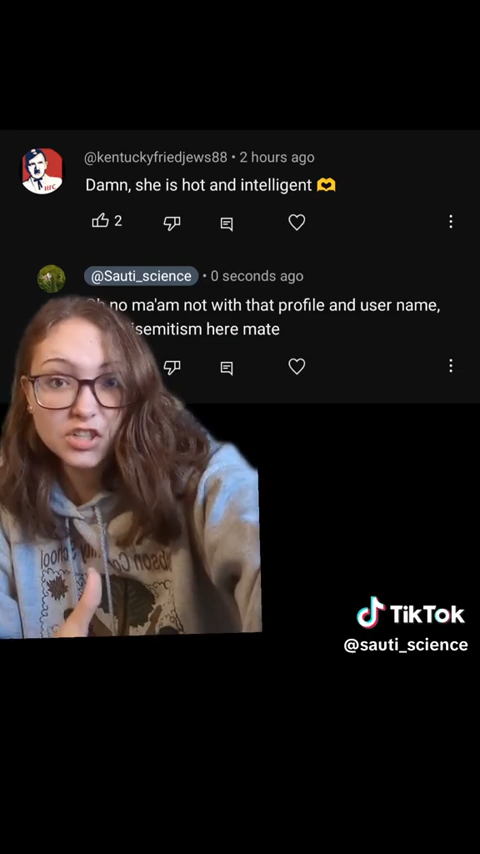 @kentuckyfriedjews88 • 2 hours ago
Damn, she is hot and intelligent 🫶
2
@Sauti_science • 0 seconds ago
no ma'am not with that profile and user name,
here mate
TikTok
@sauti_science